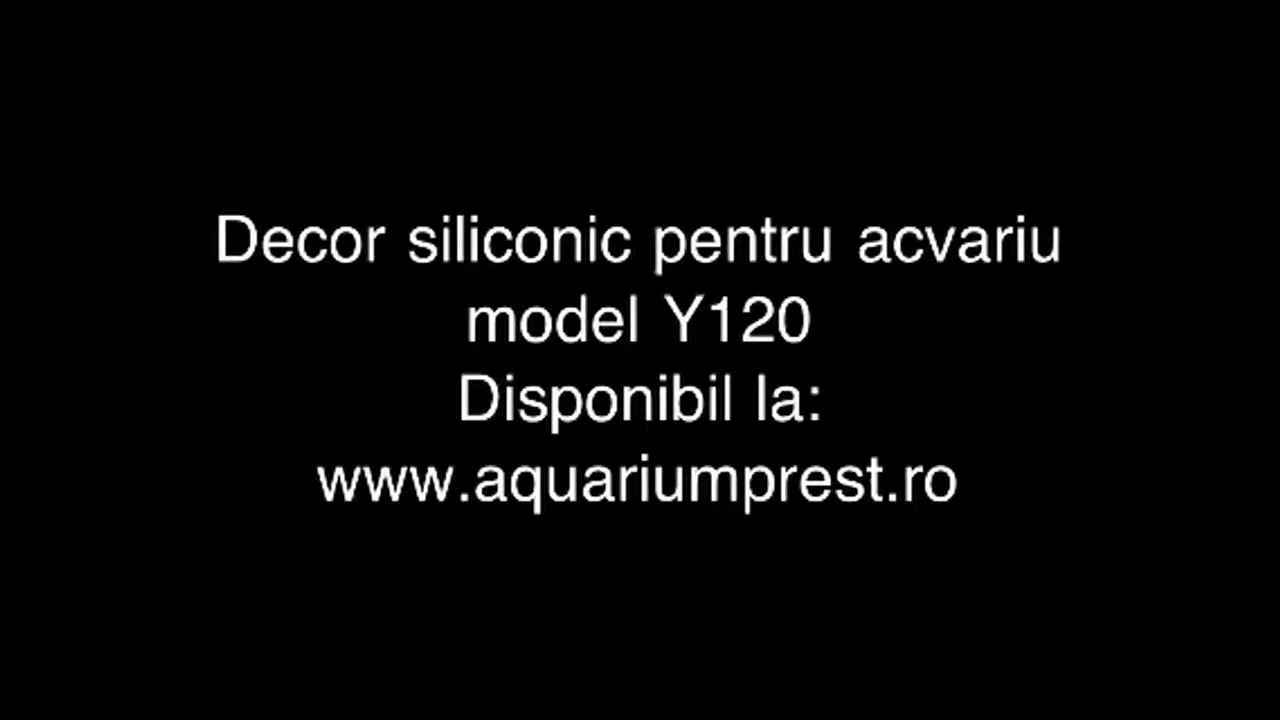 Decor siliconic pentru acvariu
model Y120
Disponibil la:
www.aquariumprest.ro